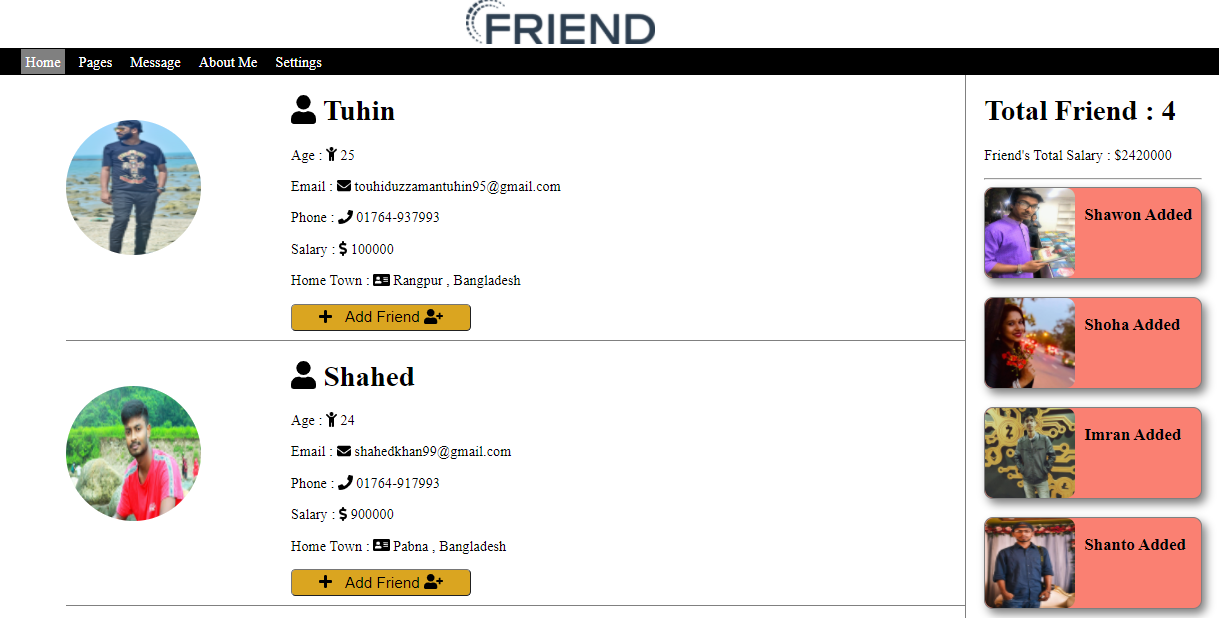 FRIEND
Home Pages Message About Me Settings
Tuhin
Age : 25
Email : touhiduzzamantuhin95@gmail.com
Phone : 01764-937993
Salary : $ 100000
Home Town : Rangpur , Bangladesh
+ Add Friend
Shahed
Age : 24
Email : shahedkhan99@gmail.com
Phone : 01764-917993
Salary : $ 900000
Home Town : Pabna , Bangladesh
+ Add Friend
Total Friend : 4
Friend's Total Salary : $2420000
Shawon Added
Shoha Added
Imran Added
Shanto Added